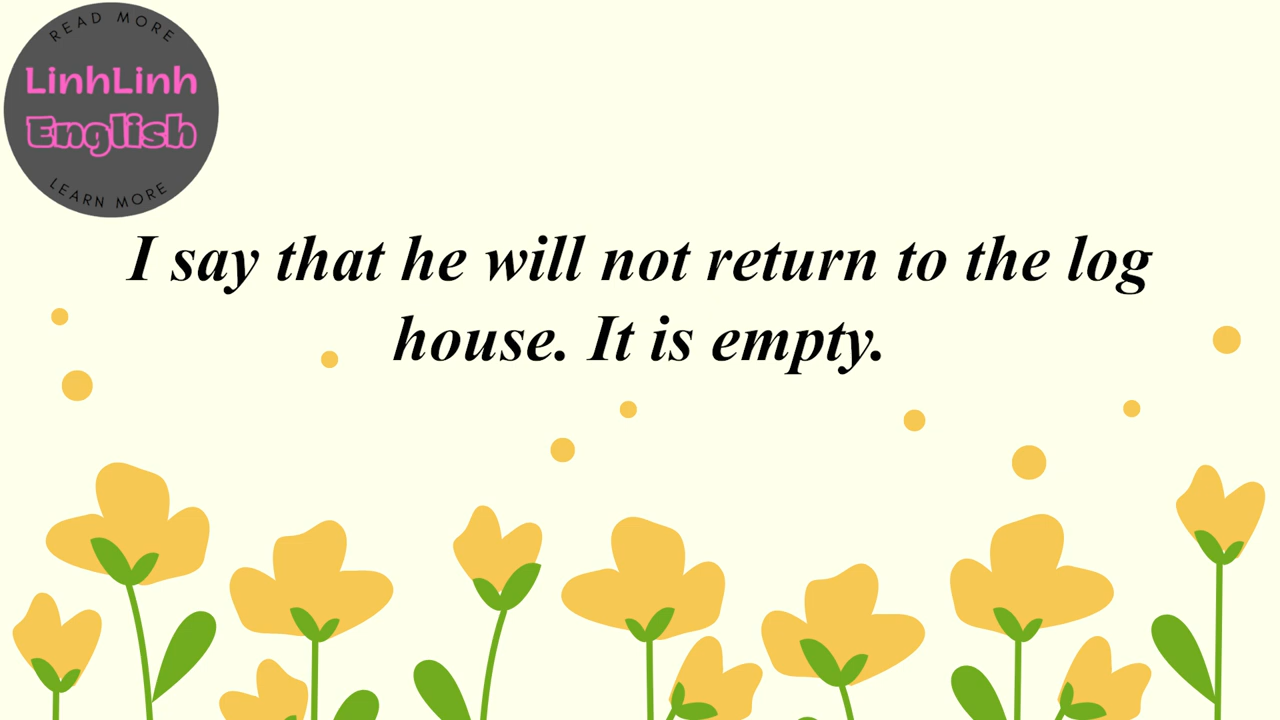 READ MORE
LinhLinh
English
LEARN MORE
I say that he will not return to the log
house. It is empty.